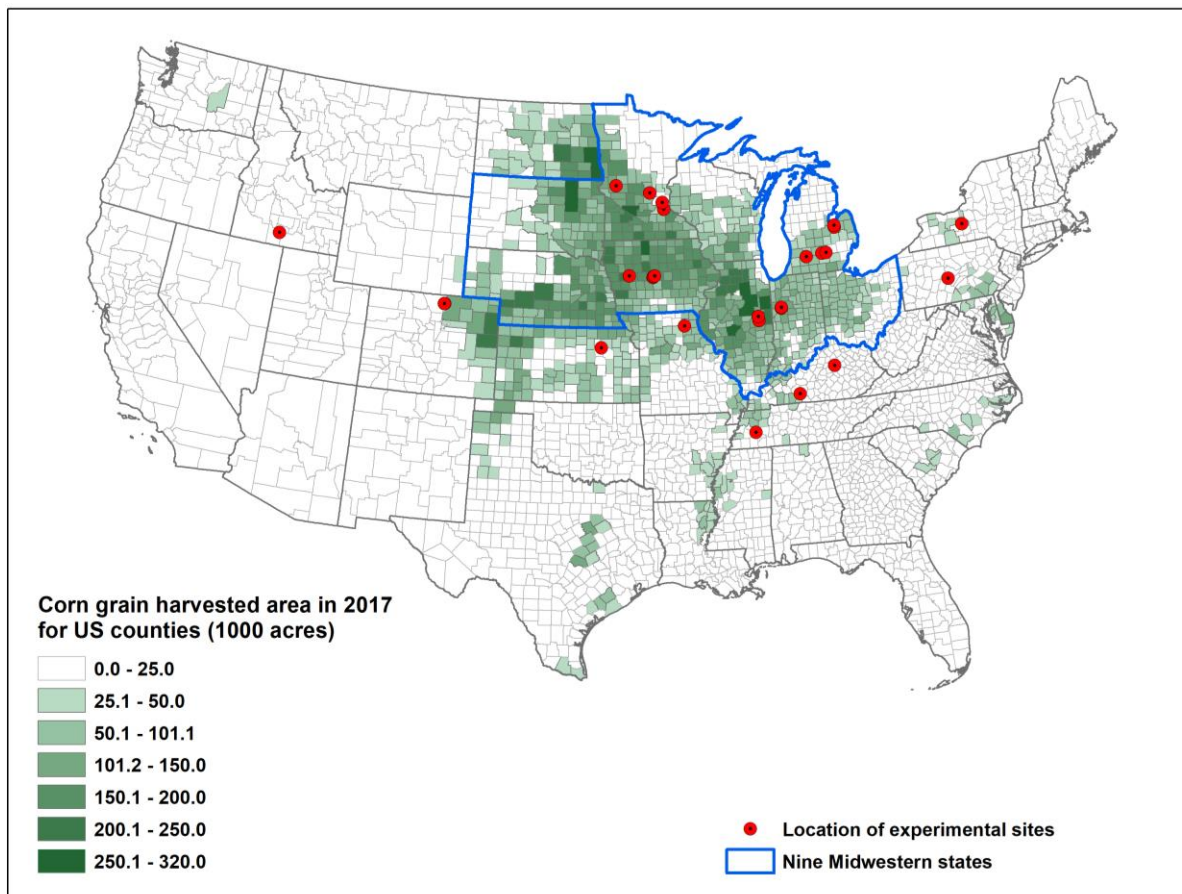 Corn grain harvested area in 2017
for US counties (1000 acres)
0.0 - 25.0
25.1 - 50.0
50.1 - 101.1
101.2 - 150.0
150.1 - 200.0
200.1 - 250.0
250.1 - 320.0
Location of experimental sites
Nine Midwestern states